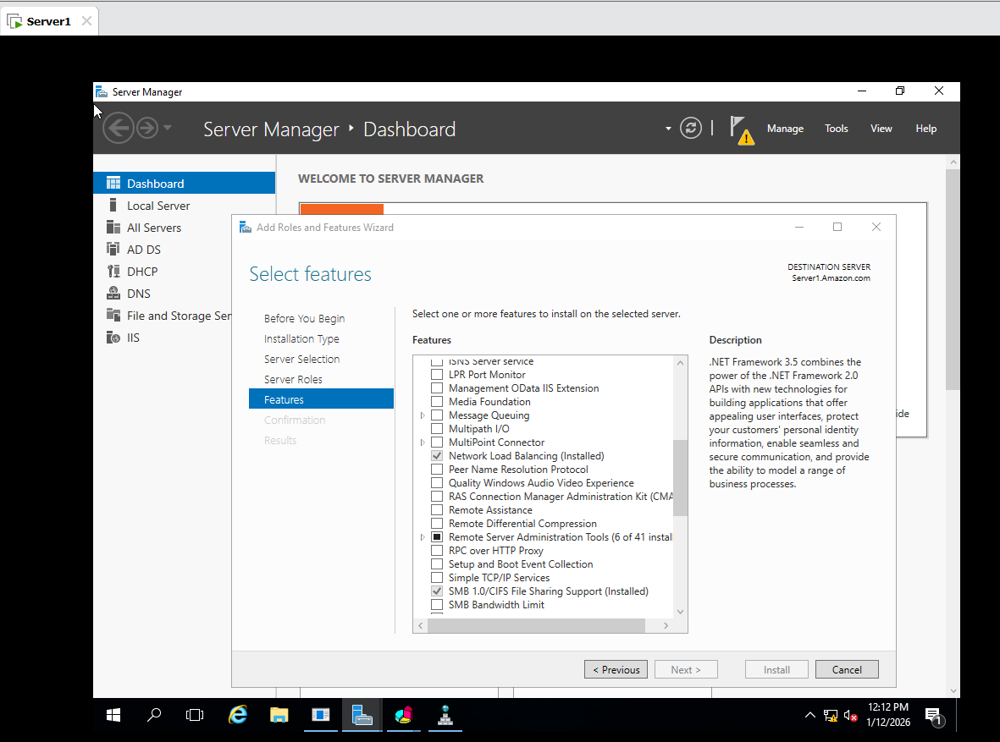 Server1
Server Manager
Server Manager Dashboard
Manage Tools View Help
Dashboard
Local Server
All Servers
AD DS
DHCP
DNS
File and Storage Ser
IIS
WELCOME TO SERVER MANAGER
ide
Add Roles and Features Wizard
Select features
DESTINATION SERVER
Server1.Amazon.com
Before You Begin
Installation Type
Server Selection
Server Roles
Features
Confirmation
Results
Select one or more features to install on the selected server.
Features
iSNS Server service
LPR Port Monitor
Management OData IIS Extension
Media Foundation
Message Queuing
Multipath I/O
MultiPoint Connector
Network Load Balancing (Installed)
Peer Name Resolution Protocol
Quality Windows Audio Video Experience
RAS Connection Manager Administration Kit (CMA
Remote Assistance
Remote Differential Compression
Remote Server Administration Tools (6 of 41 install
RPC over HTTP Proxy
Setup and Boot Event Collection
Simple TCP/IP Services
SMB 1.0/CIFS File Sharing Support (Installed)
SMB Bandwidth Limit
Description
.NET Framework 3.5 combines the
power of the .NET Framework 2.0
APIs with new technologies for
building applications that offer
appealing user interfaces, protect
your customers' personal identity
information, enable seamless and
secure communication, and provide
the ability to model a range of
business processes.
< Previous
Next >
Install
Cancel
12:12 PM
1/12/2026
1